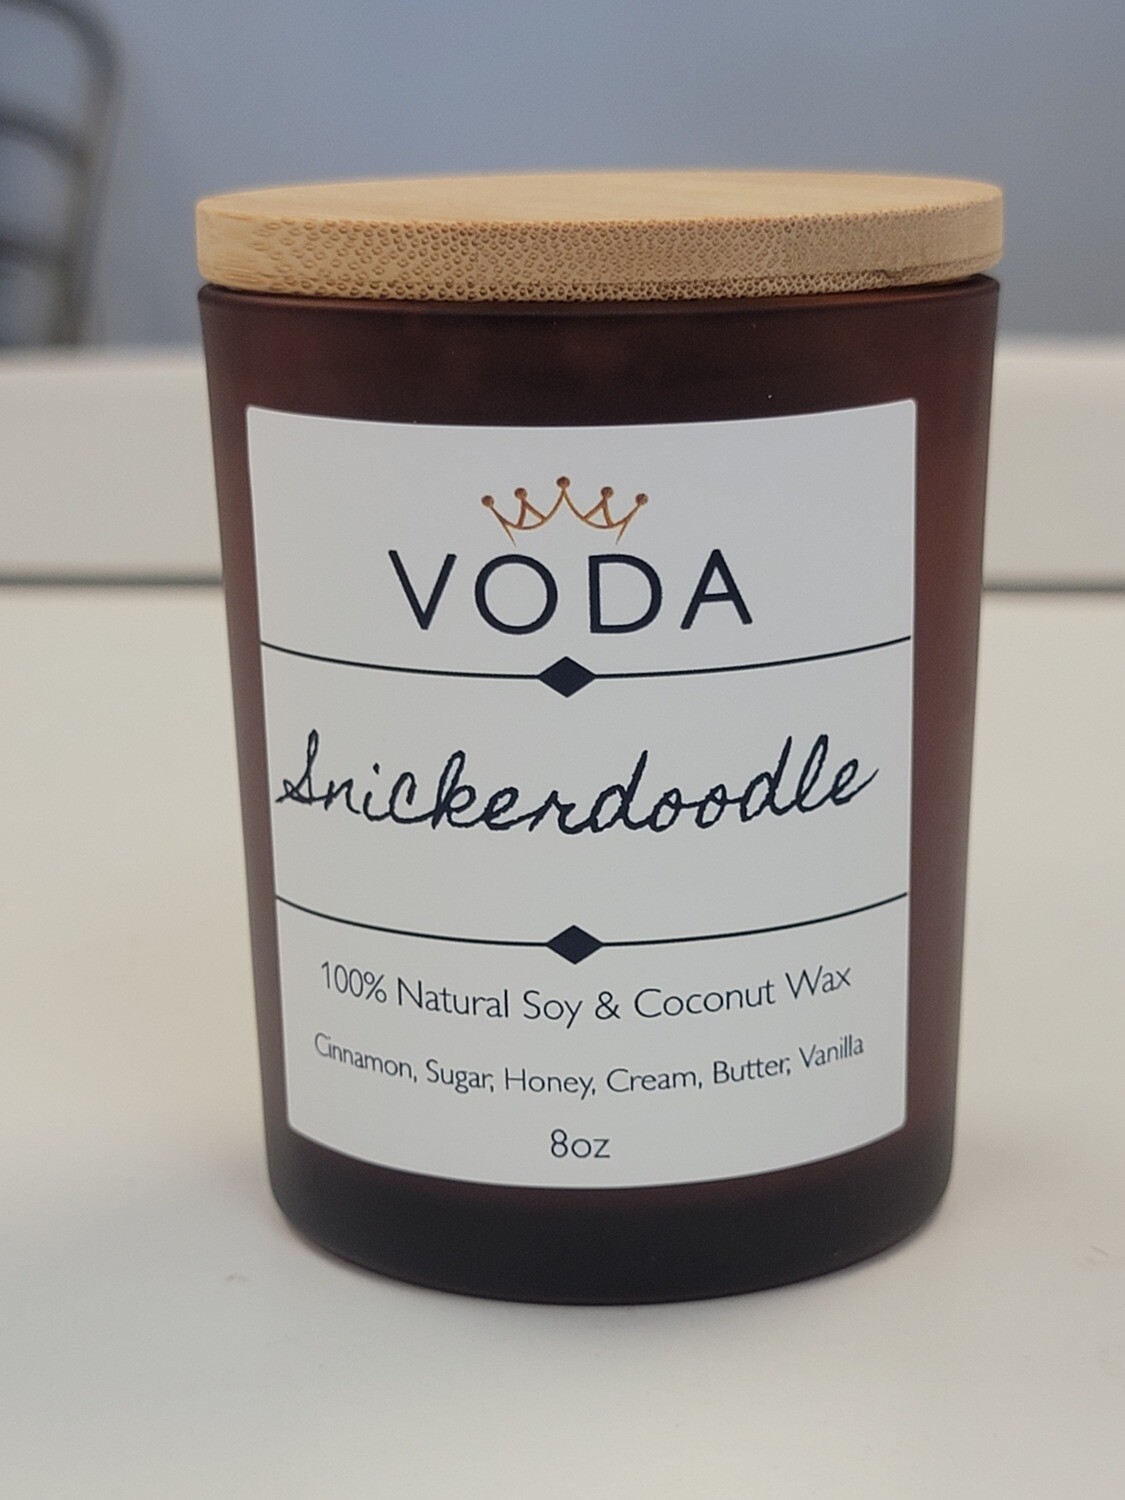 VODA
Snickerdoodle
100% Natural Soy & Coconut Wax
Cinnamon, Sugar, Honey, Cream, Butter, Vanilla
8oz